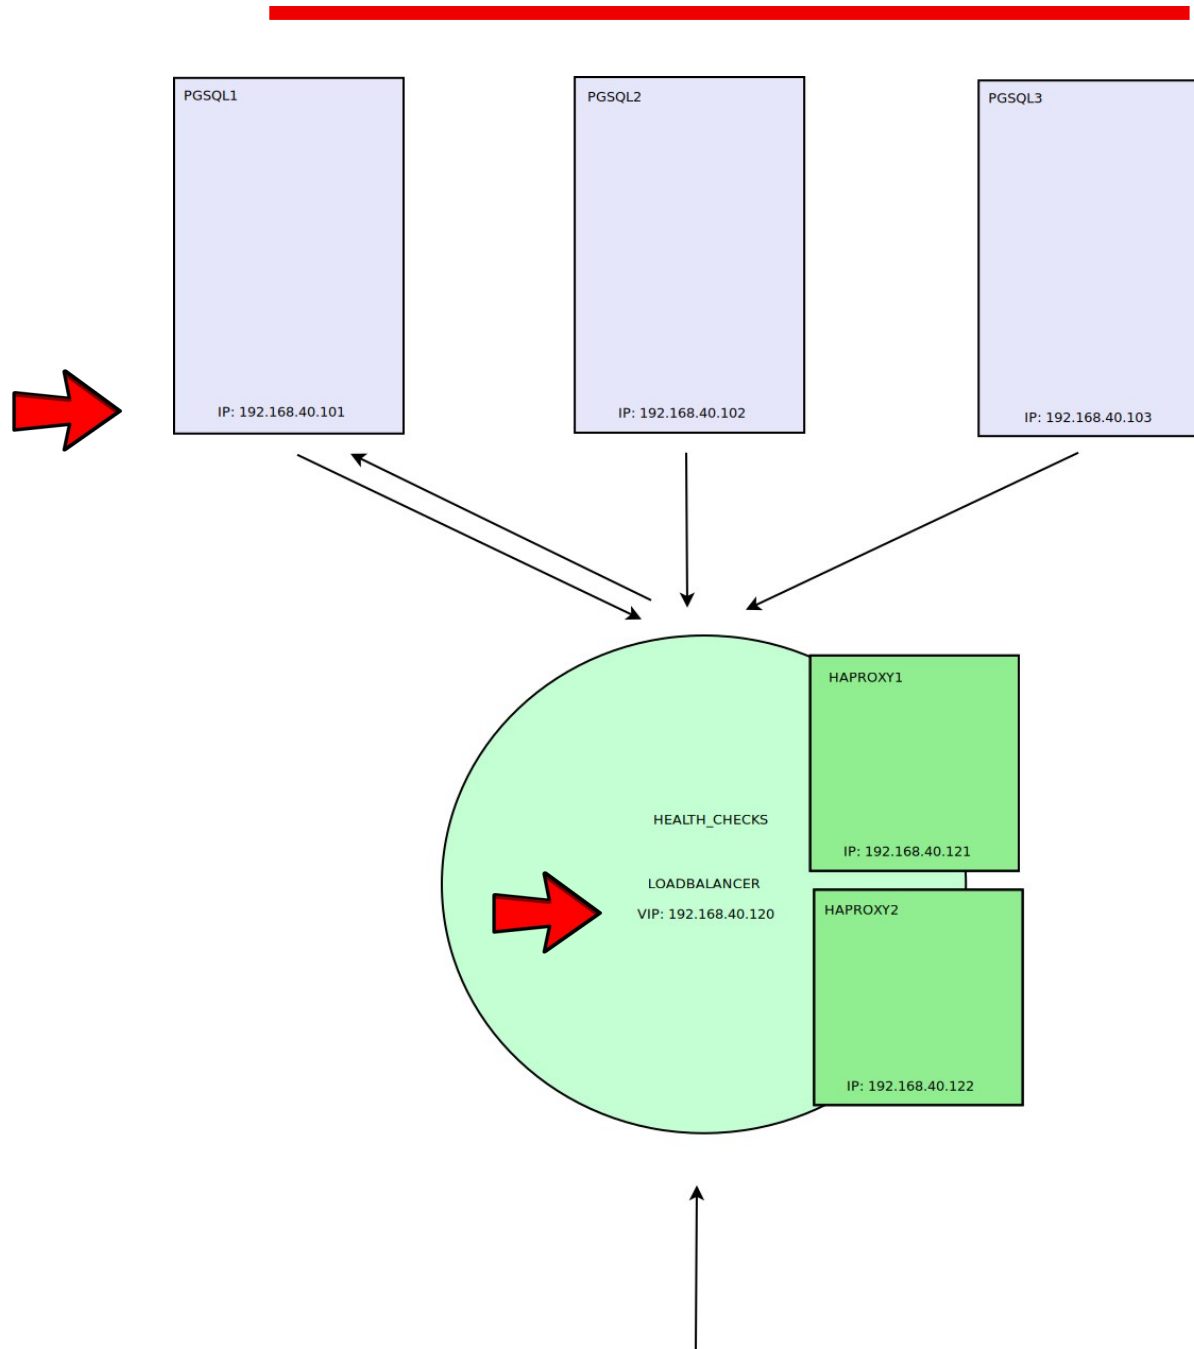 PGSQL1
PGSQL2
PGSQL3
IP: 192.168.40.101
IP: 192.168.40.102
IP: 192.168.40.103
HAPROXY1
HEALTH_CHECKS
IP: 192.168.40.121
LOADBALANCER
VIP: 192.168.40.120
HAPROXY2
IP: 192.168.40.122